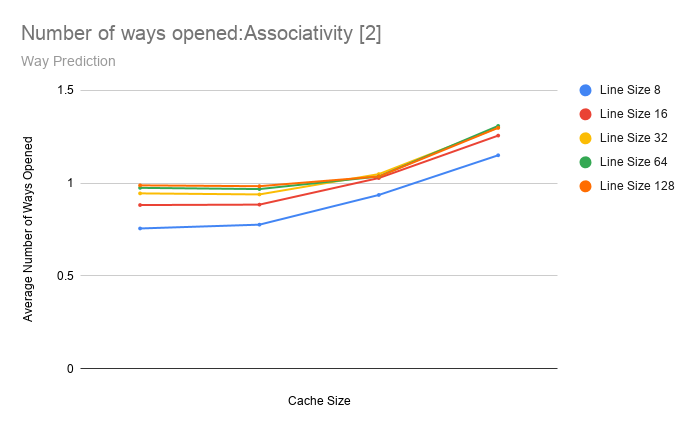 Number of ways opened:Associativity [2]
Way Prediction
1.5
1
0.5
0
Average Number of Ways Opened
Cache Size
Line Size 8
Line Size 16
Line Size 32
Line Size 64
Line Size 128